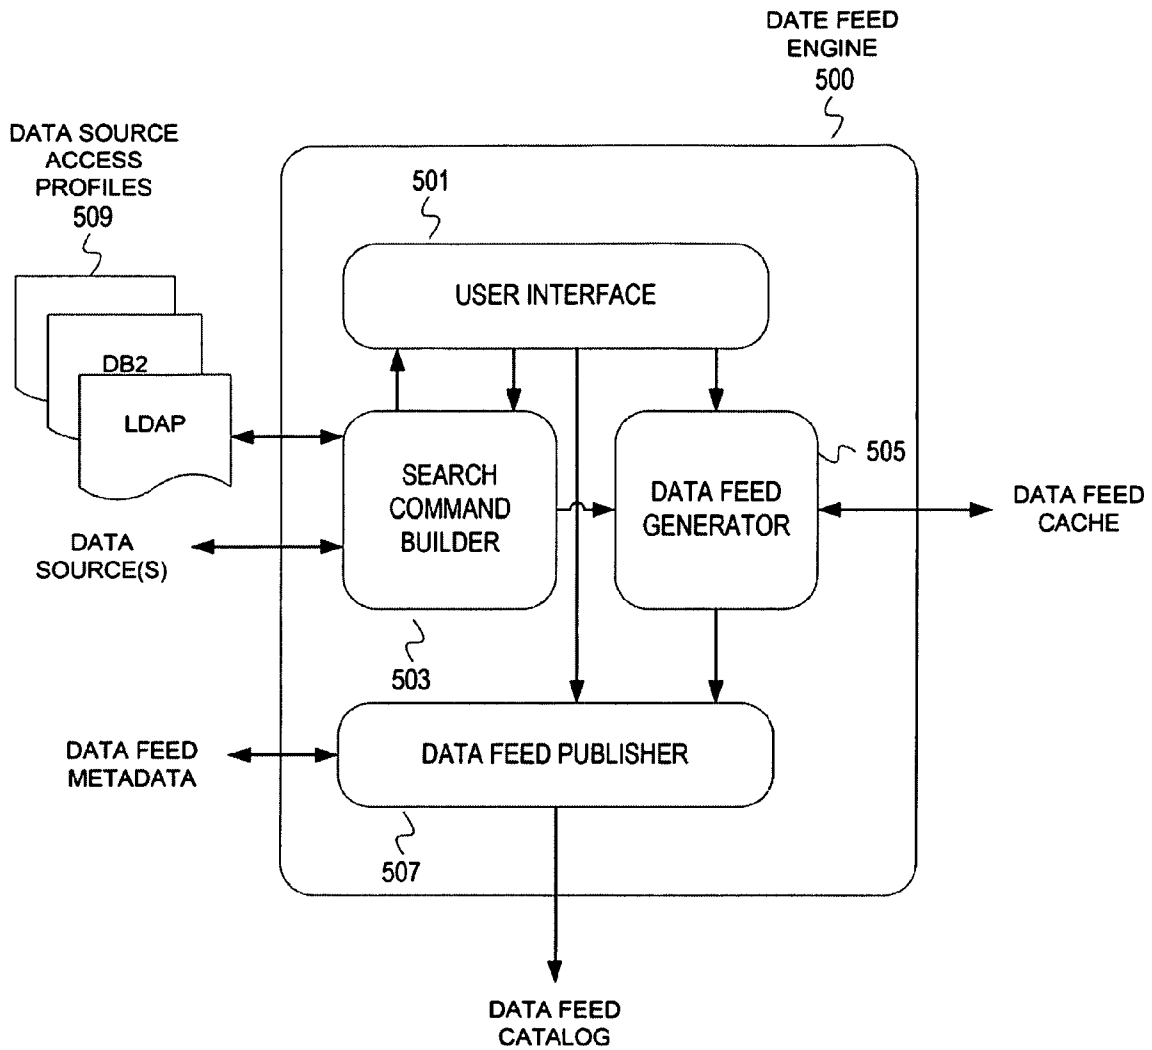 DATE FEED
ENGINE
500
DATA SOURCE
ACCESS
PROFILES
509
501
USER INTERFACE
DB2
LDAP
505
SEARCH
COMMAND
BUILDER
DATA FEED
GENERATOR
DATA FEED
CACHE
DATA
SOURCE(S)
503
DATA FEED
METADATA
DATA FEED PUBLISHER
507
DATA FEED
CATALOG